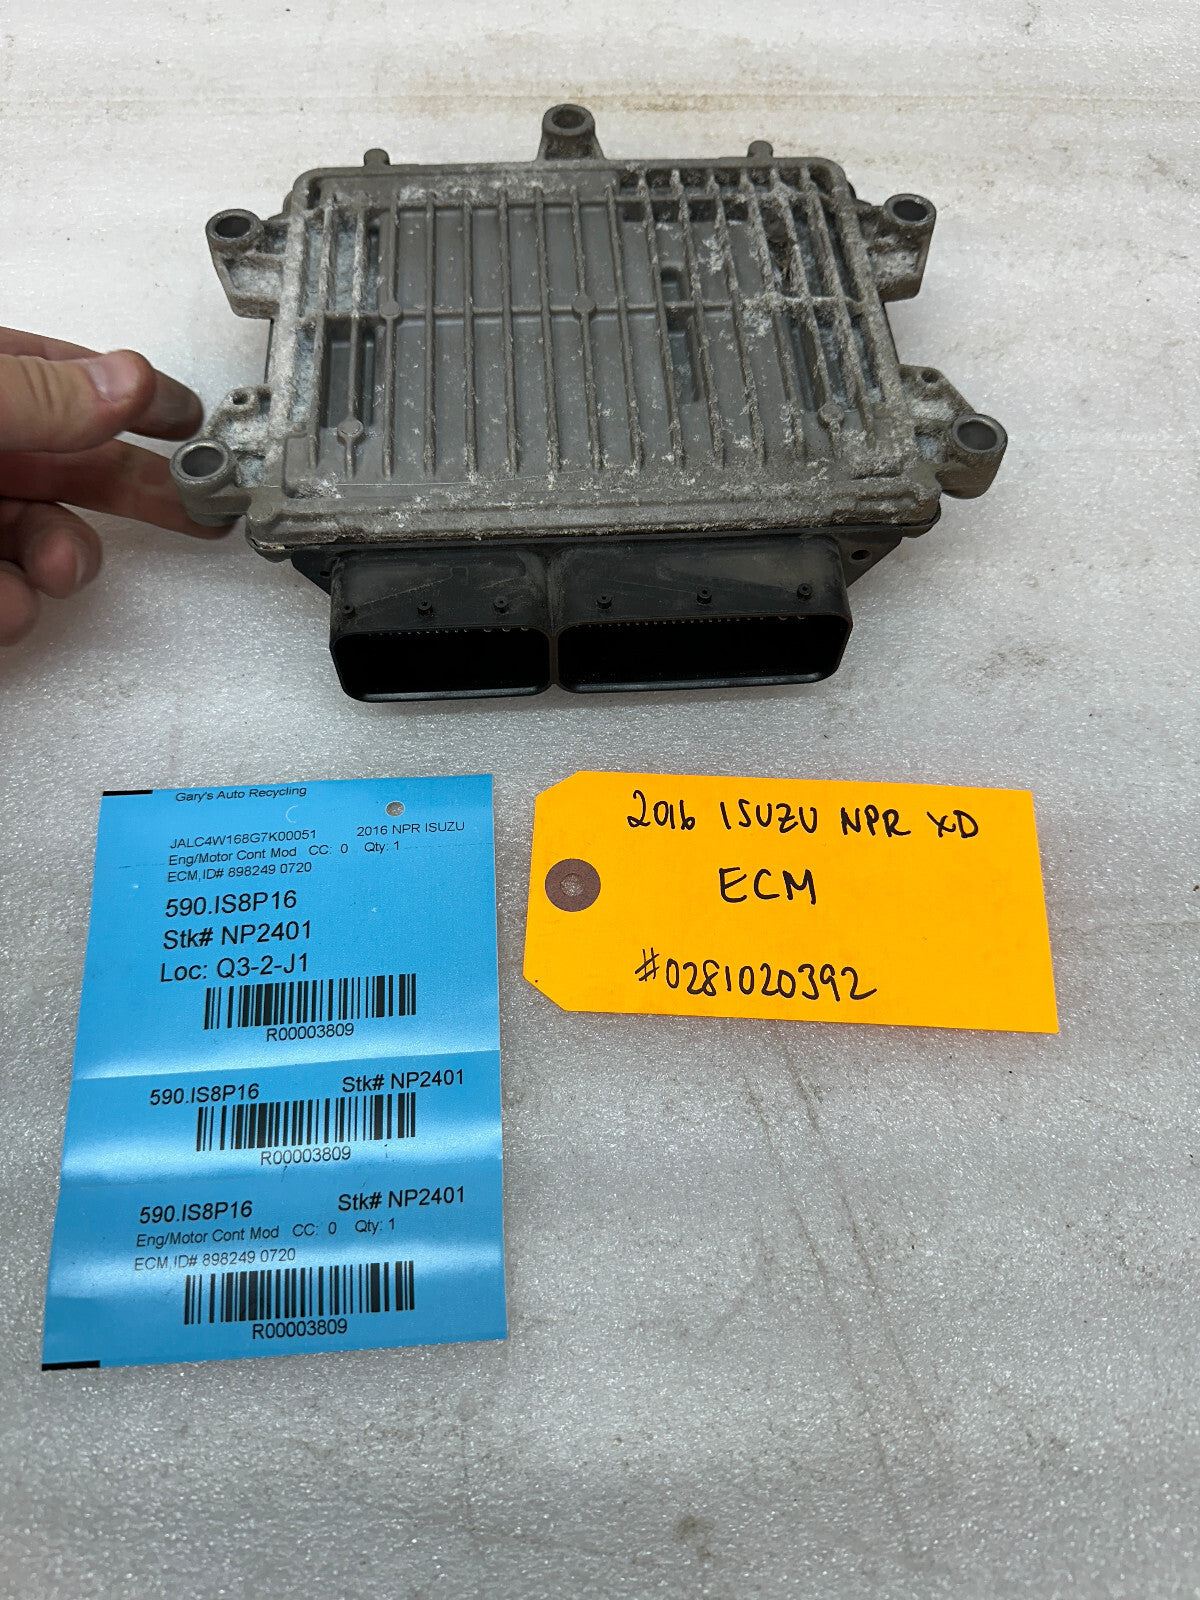 Gary's Auto Recycling
JALC4W168G7K00051 2016 NPR ISUZU
Eng/Motor Cont Mod CC: 0 Qty: 1
ECM,ID# 898249 0720
590.IS8P16
Stk# NP2401
Loc: Q3-2-J1
R00003809
590.IS8P16 Stk# NP2401
R00003809
590.IS8P16 Stk# NP2401
Eng/Motor Cont Mod CC: 0 Qty: 1
ECM,ID# 898249 0720
R00003809
2016 ISUZU NPR XD
ECM
#0281020392